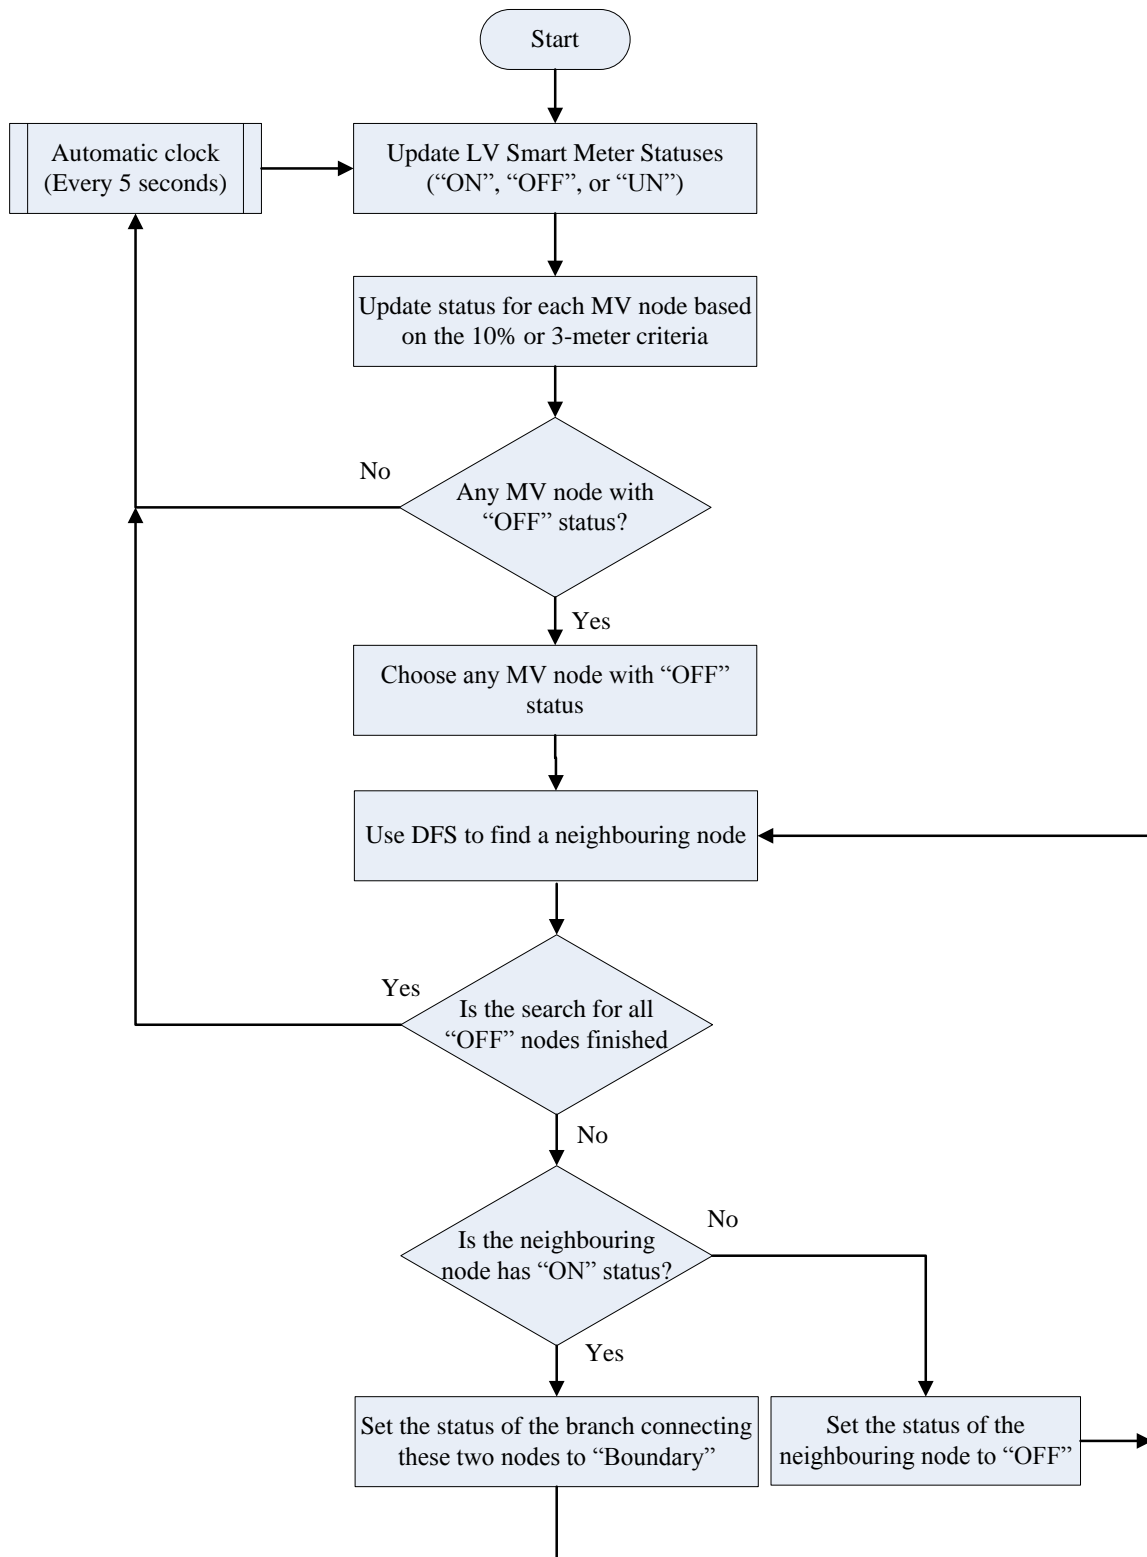 Start
Automatic clock
(Every 5 seconds)
Update LV Smart Meter Statuses
(“ON”, “OFF”, or “UN”)
Update status for each MV node based
on the 10% or 3-meter criteria
No
Any MV node with
“OFF” status?
Yes
Choose any MV node with “OFF”
status
Use DFS to find a neighbouring node
Yes
Is the search for all
“OFF” nodes finished
No
Is the neighbouring
node has “ON” status?
No
Yes
Set the status of the branch connecting
these two nodes to “Boundary”
Set the status of the
neighbouring node to “OFF”